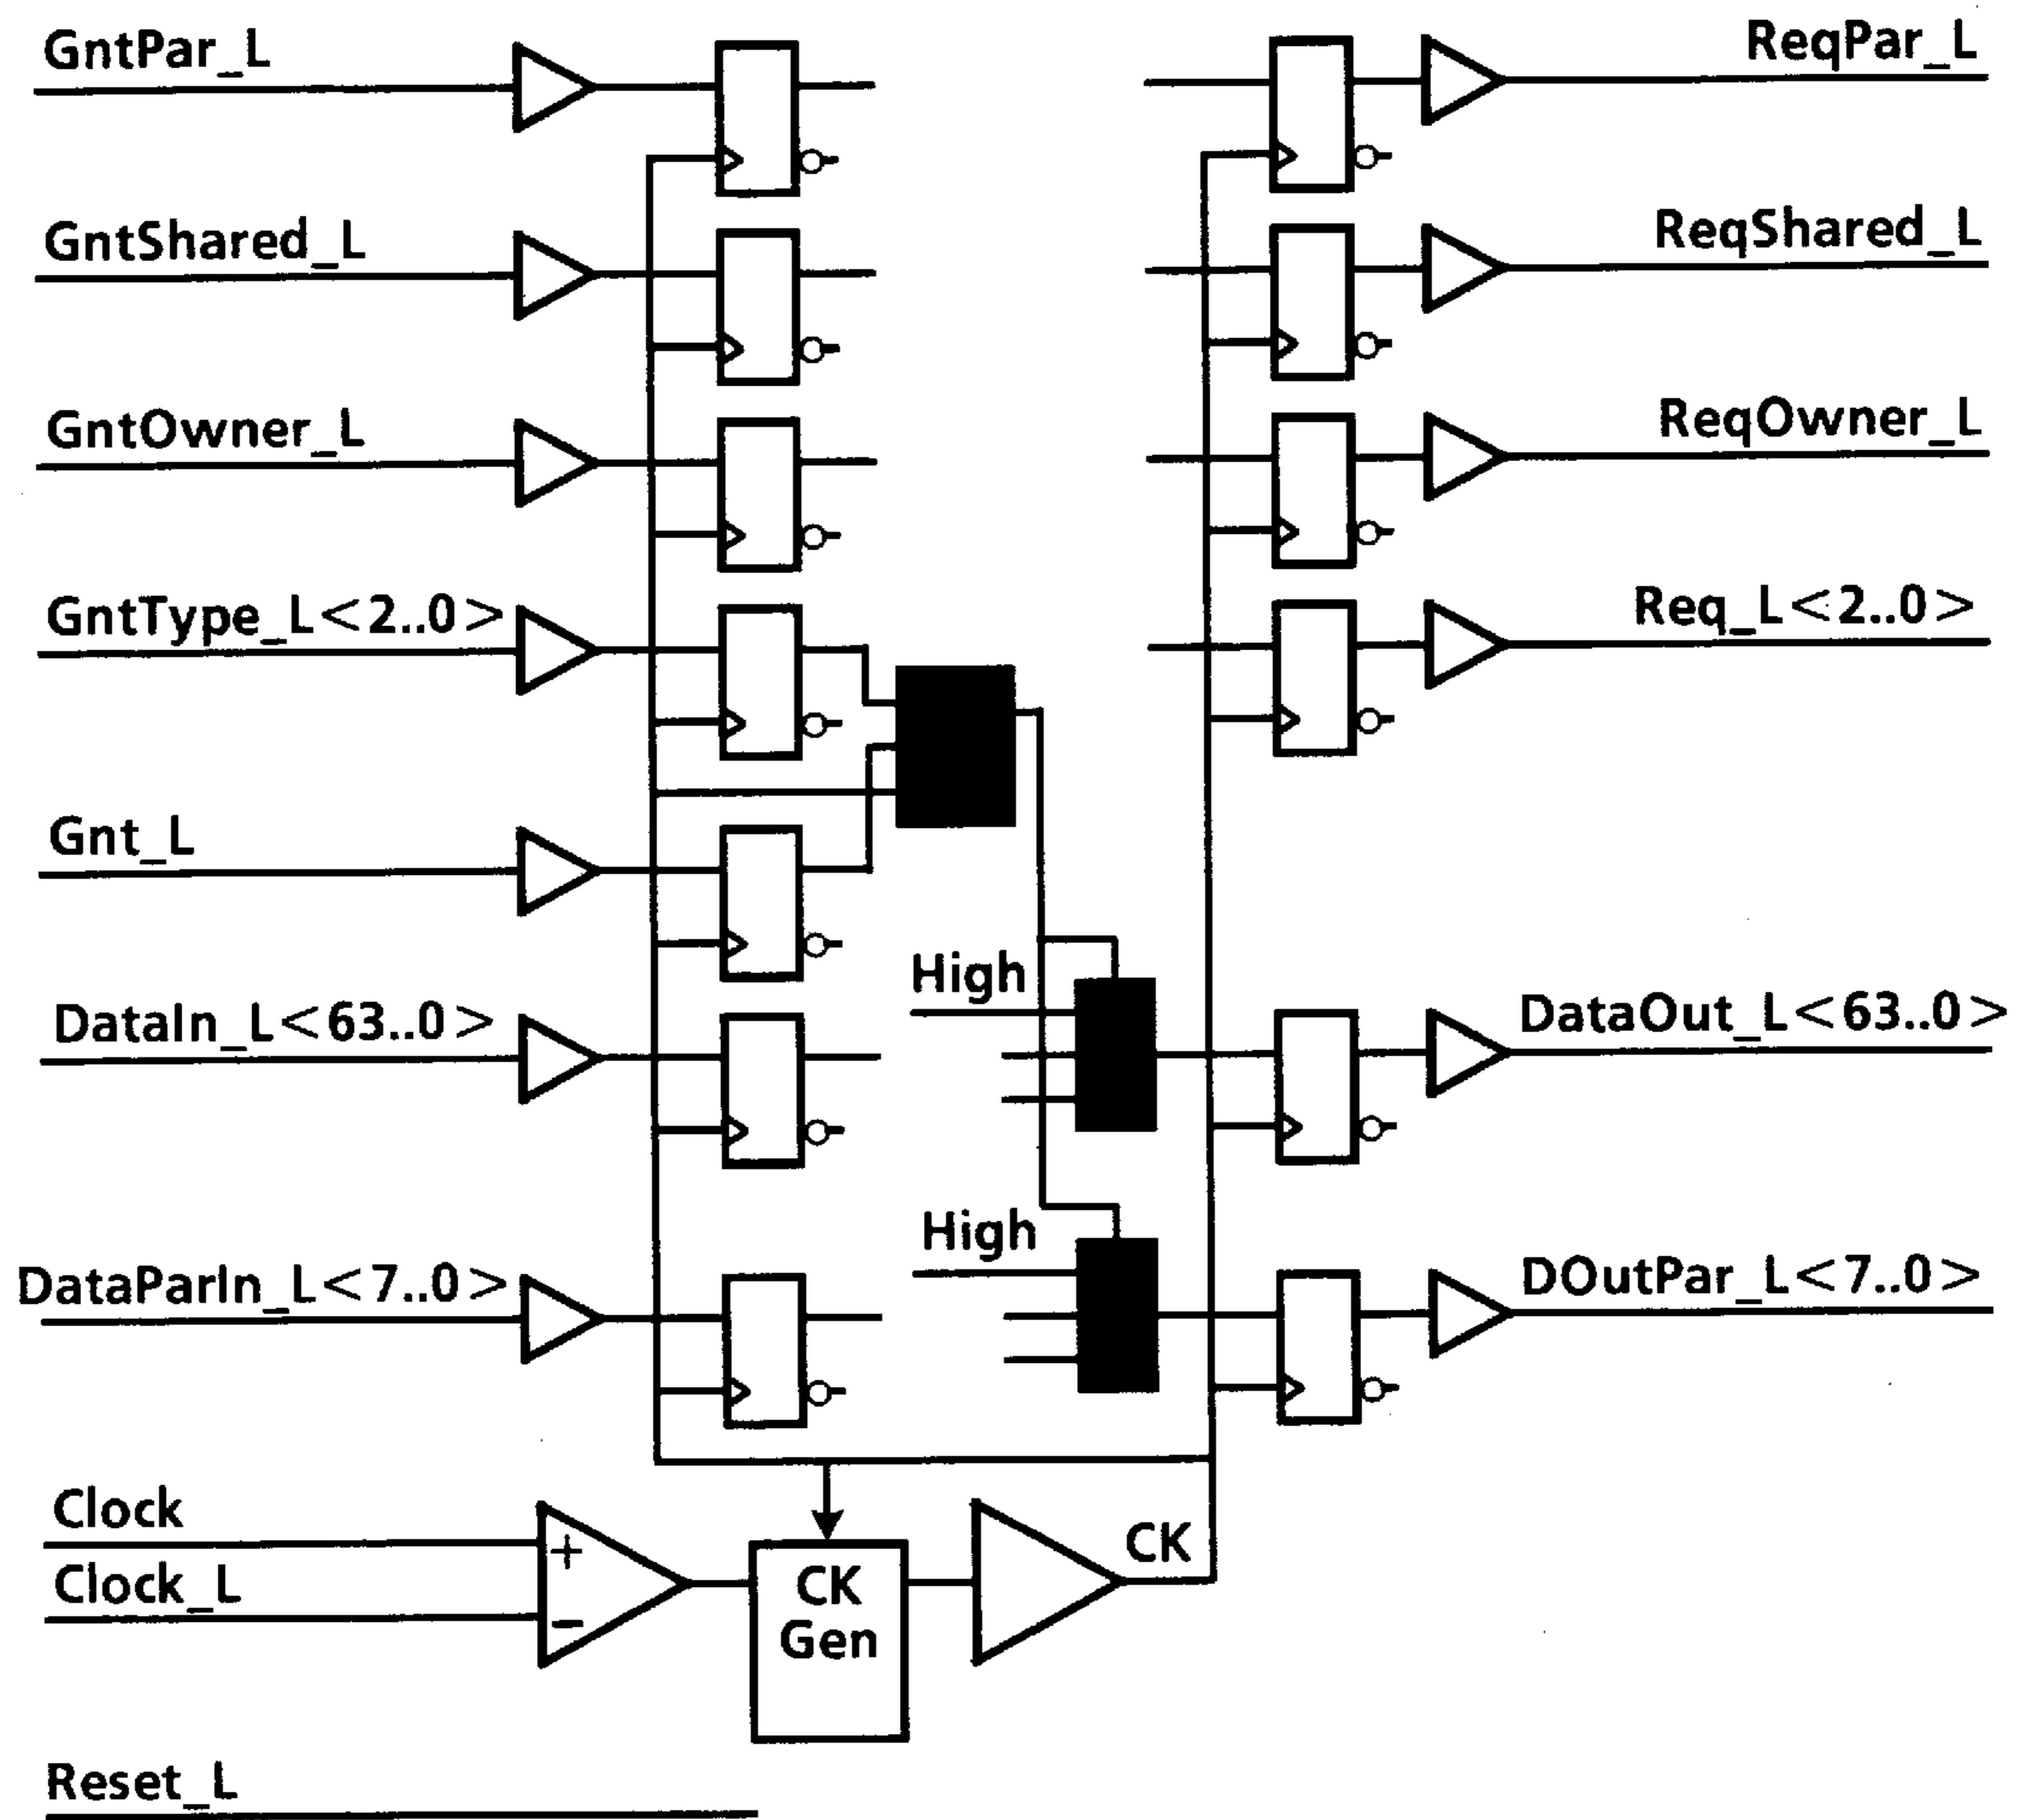 GntPar_L
ReqPar_L
GntShared_L
ReqShared_L
GntOwner_L
ReqOwner_L
GntType_L<2..0>
Req_L<2..0>
Gnt_L
High
DataIn_L<63..0>
DataOut_L<63..0>
High
DataParIn_L<7..0>
DOutPar_L<7..0>
Clock
+
CK
Clock_L
−
CK
Gen
Reset_L